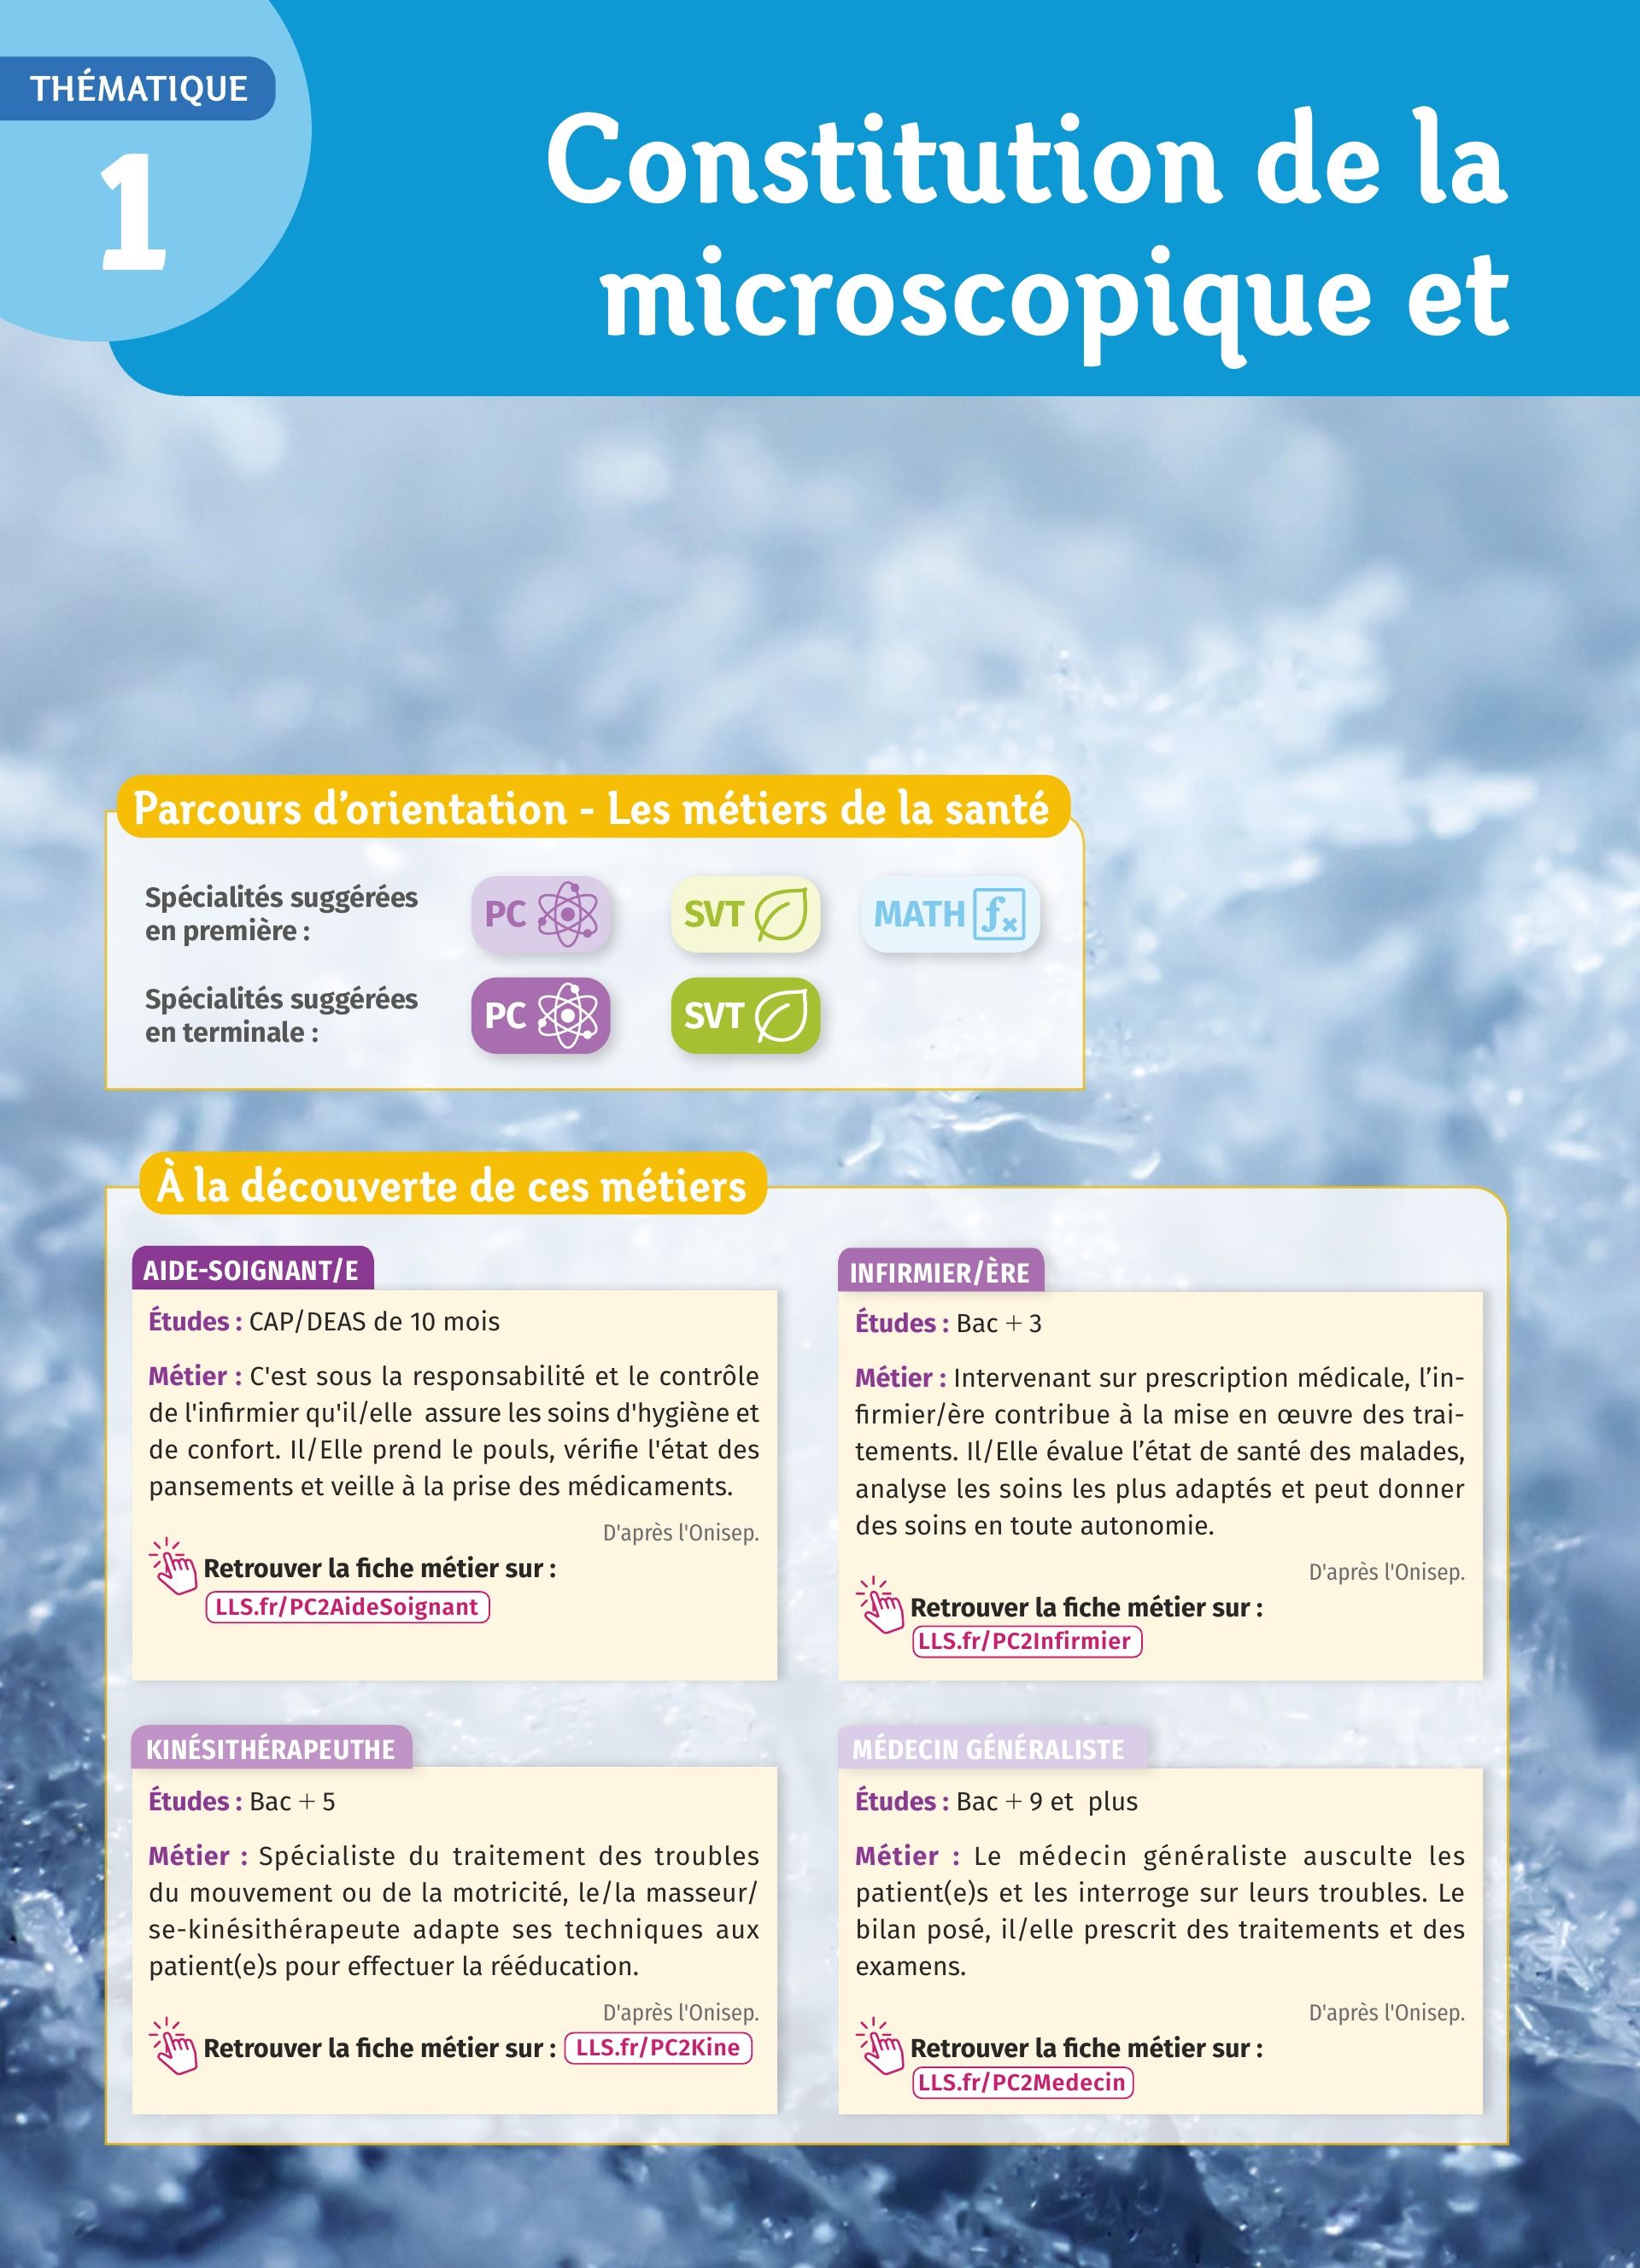 THÉMATIQUE
1
Constitution de la
microscopique et
Parcours d’orientation - Les métiers de la santé
Spécialités suggérées
en première :
PC
SVT
MATH fx
Spécialités suggérées
en terminale :
PC
SVT
À la découverte de ces métiers
AIDE-SOIGNANT/E
Études : CAP/DEAS de 10 mois
Métier : C'est sous la responsabilité et le contrôle
de l'infirmier qu'il/elle assure les soins d'hygiène et
de confort. Il/Elle prend le pouls, vérifie l'état des
pansements et veille à la prise des médicaments.
D'après l'Onisep.
Retrouver la fiche métier sur :
LLS.fr/PC2AideSoignant
INFIRMIER/ÈRE
Études : Bac + 3
Métier : Intervenant sur prescription médicale, l’in-
firmier/ère contribue à la mise en œuvre des trai-
tements. Il/Elle évalue l’état de santé des malades,
analyse les soins les plus adaptés et peut donner
des soins en toute autonomie.
D'après l'Onisep.
Retrouver la fiche métier sur :
LLS.fr/PC2Infirmier
KINÉSITHÉRAPEUTHE
Études : Bac + 5
Métier : Spécialiste du traitement des troubles
du mouvement ou de la motricité, le/la masseur/
se-kinésithérapeute adapte ses techniques aux
patient(e)s pour effectuer la rééducation.
D'après l'Onisep.
Retrouver la fiche métier sur : LLS.fr/PC2Kine
MÉDECIN GÉNÉRALISTE
Études : Bac + 9 et plus
Métier : Le médecin généraliste ausculte les
patient(e)s et les interroge sur leurs troubles. Le
bilan posé, il/elle prescrit des traitements et des
examens.
D'après l'Onisep.
Retrouver la fiche métier sur :
LLS.fr/PC2Medecin